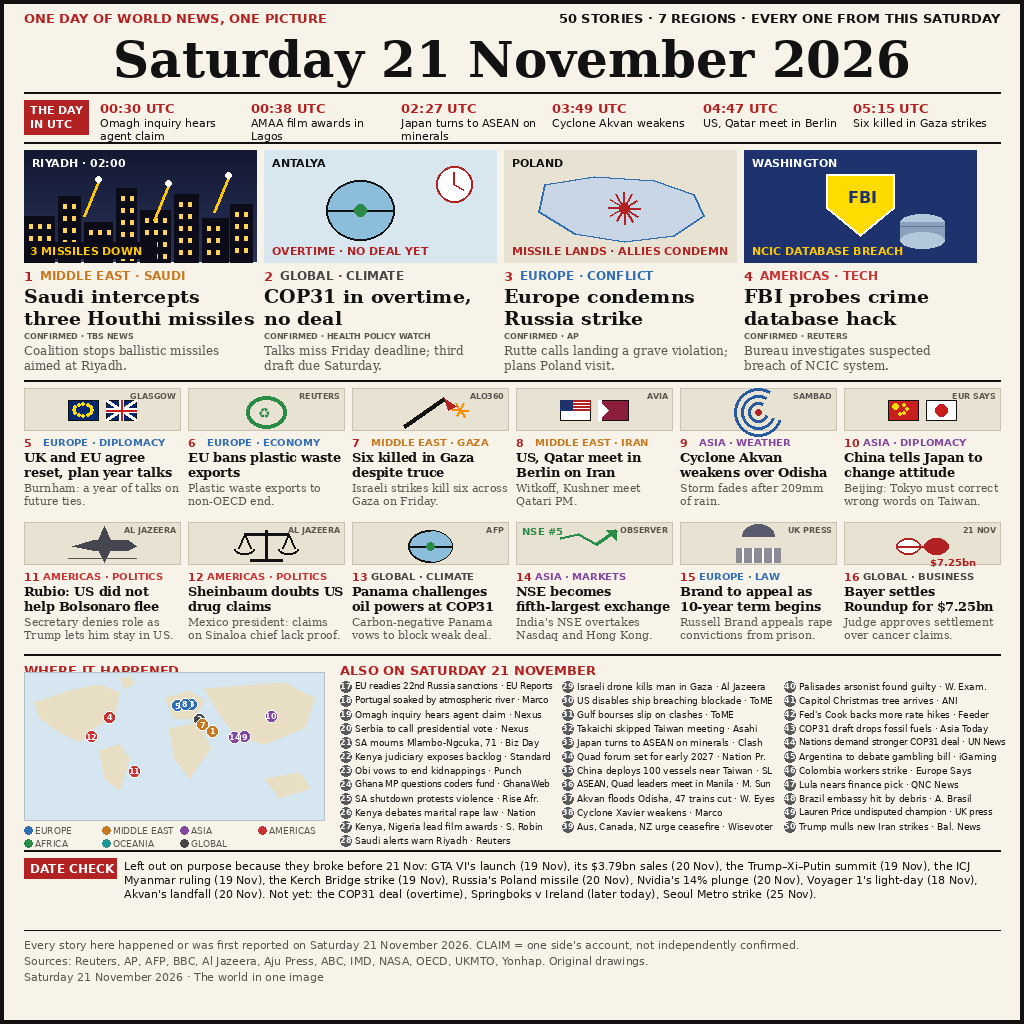 ONE DAY OF WORLD NEWS, ONE PICTURE
50 STORIES · 7 REGIONS · EVERY ONE FROM THIS SATURDAY
Saturday 21 November 2026
THE DAY
IN UTC
00:30 UTC
Omagh inquiry hears
agent claim
00:38 UTC
AMAA film awards in
Lagos
02:27 UTC
Japan turns to ASEAN on
minerals
03:49 UTC
Cyclone Akvan weakens
04:47 UTC
US, Qatar meet in Berlin
05:15 UTC
Six killed in Gaza strikes
RIYADH · 02:00
3 MISSILES DOWN
ANTALYA
OVERTIME · NO DEAL YET
POLAND
MISSILE LANDS · ALLIES CONDEMN
WASHINGTON
FBI
NCIC DATABASE BREACH
1 MIDDLE EAST · SAUDI
Saudi intercepts
three Houthi missiles
CONFIRMED · TBS NEWS
Coalition stops ballistic missiles
aimed at Riyadh.
2 GLOBAL · CLIMATE
COP31 in overtime,
no deal
CONFIRMED · HEALTH POLICY WATCH
Talks miss Friday deadline; third
draft due Saturday.
3 EUROPE · CONFLICT
Europe condemns
Russia strike
CONFIRMED · AP
Rutte calls landing a grave violation;
plans Poland visit.
4 AMERICAS · TECH
FBI probes crime
database hack
CONFIRMED · REUTERS
Bureau investigates suspected
breach of NCIC system.
GLASGOW
5 EUROPE · DIPLOMACY
UK and EU agree
reset, plan year talks
Burnham: a year of talks on
future ties.
REUTERS
6 EUROPE · ECONOMY
EU bans plastic waste
exports
Plastic waste exports to
non-OECD end.
ALO360
7 MIDDLE EAST · GAZA
Six killed in Gaza
despite truce
Israeli strikes kill six across
Gaza on Friday.
AVIA
8 MIDDLE EAST · IRAN
US, Qatar meet in
Berlin on Iran
Witkoff, Kushner meet
Qatari PM.
SAMBAD
9 ASIA · WEATHER
Cyclone Akvan
weakens over Odisha
Storm fades after 209mm
of rain.
EUR SAYS
10 ASIA · DIPLOMACY
China tells Japan to
change attitude
Beijing: Tokyo must correct
wrong words on Taiwan.
AL JAZEERA
11 AMERICAS · POLITICS
Rubio: US did not
help Bolsonaro flee
Secretary denies role as
Trump lets him stay in US.
AL JAZEERA
12 AMERICAS · POLITICS
Sheinbaum doubts US
drug claims
Mexico president: claims
on Sinaloa chief lack proof.
AFP
13 GLOBAL · CLIMATE
Panama challenges
oil powers at COP31
Carbon-negative Panama
vows to block weak deal.
NSE #5
OBSERVER
14 ASIA · MARKETS
NSE becomes
fifth-largest exchange
India's NSE overtakes
Nasdaq and Hong Kong.
UK PRESS
15 EUROPE · LAW
Brand to appeal as
10-year term begins
Russell Brand appeals rape
convictions from prison.
21 NOV
$7.25bn
16 GLOBAL · BUSINESS
Bayer settles
Roundup for $7.25bn
Judge approves settlement
over cancer claims.
WHERE IT HAPPENED
4
12
11
5
8
3
7
1
10
14
9
EUROPE
MIDDLE EAST
ASIA
AMERICAS
AFRICA
OCEANIA
GLOBAL
ALSO ON SATURDAY 21 NOVEMBER
17 EU readies 22nd Russia sanctions · EU Reports
18 Portugal soaked by atmospheric river · Marco
19 Omagh inquiry hears agent claim · Nexus
20 Serbia to call presidential vote · Nexus
21 SA mourns Mlambo-Ngcuka, 71 · Biz Day
22 Kenya judiciary exposes backlog · Standard
23 Obi vows to end kidnappings · Punch
24 Ghana MP questions coders fund · GhanaWeb
25 SA shutdown protests violence · Rise Afr.
26 Kenya debates marital rape law · Nation
27 Kenya, Nigeria lead film awards · S. Robin
28 Saudi alerts warn Riyadh · Reuters
29 Israeli drone kills man in Gaza · Al Jazeera
30 US disables ship breaching blockade · ToME
31 Gulf bourses slip on clashes · ToME
32 Takaichi skipped Taiwan meeting · Asahi
33 Japan turns to ASEAN on minerals · Clash
34 Quad forum set for early 2027 · Nation Pr.
35 China deploys 100 vessels near Taiwan · SL
36 ASEAN, Quad leaders meet in Manila · M. Sun
37 Akvan floods Odisha, 47 trains cut · W. Eyes
38 Cyclone Xavier weakens · Marco
39 Aus, Canada, NZ urge ceasefire · Wisevoter
40 Palisades arsonist found guilty · W. Exam.
41 Capitol Christmas tree arrives · ANI
42 Fed's Cook backs more rate hikes · Feeder
43 COP31 draft drops fossil fuels · Asia Today
44 Nations demand stronger COP31 deal · UN News
45 Argentina to debate gambling bill · iGaming
46 Colombia workers strike · Europe Says
47 Lula nears finance pick · QNC News
48 Brazil embassy hit by debris · A. Brasil
49 Lauren Price undisputed champion · UK press
50 Trump mulls new Iran strikes · Bal. News
DATE CHECK
Left out on purpose because they broke before 21 Nov: GTA VI's launch (19 Nov), its $3.79bn sales (20 Nov), the Trump–Xi–Putin summit (19 Nov), the ICJ
Myanmar ruling (19 Nov), the Kerch Bridge strike (19 Nov), Russia's Poland missile (20 Nov), Nvidia's 14% plunge (20 Nov), Voyager 1's light-day (18 Nov),
Akvan's landfall (20 Nov). Not yet: the COP31 deal (overtime), Springboks v Ireland (later today), Seoul Metro strike (25 Nov).
Every story here happened or was first reported on Saturday 21 November 2026. CLAIM = one side's account, not independently confirmed.
Sources: Reuters, AP, AFP, BBC, Al Jazeera, Aju Press, ABC, IMD, NASA, OECD, UKMTO, Yonhap. Original drawings.
Saturday 21 November 2026 · The world in one image